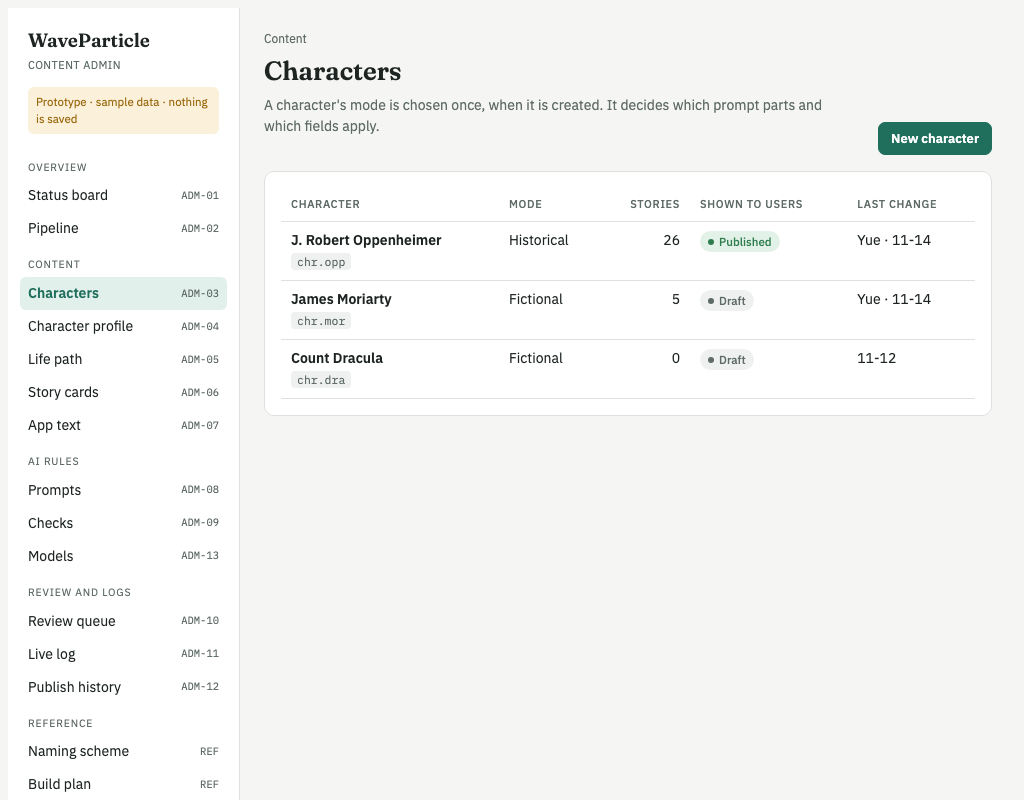 WaveParticle
CONTENT ADMIN
Prototype · sample data · nothing
is saved
OVERVIEW
Status board ADM-01
Pipeline ADM-02
CONTENT
Characters ADM-03
Character profile ADM-04
Life path ADM-05
Story cards ADM-06
App text ADM-07
AI RULES
Prompts ADM-08
Checks ADM-09
Models ADM-13
REVIEW AND LOGS
Review queue ADM-10
Live log ADM-11
Publish history ADM-12
REFERENCE
Naming scheme REF
Build plan REF
Content
Characters
A character's mode is chosen once, when it is created. It decides which prompt parts and
which fields apply.
New character
CHARACTER MODE STORIES SHOWN TO USERS LAST CHANGE
J. Robert Oppenheimer Historical 26 Published Yue · 11-14
chr.opp
James Moriarty Fictional 5 Draft Yue · 11-14
chr.mor
Count Dracula Fictional 0 Draft 11-12
chr.dra